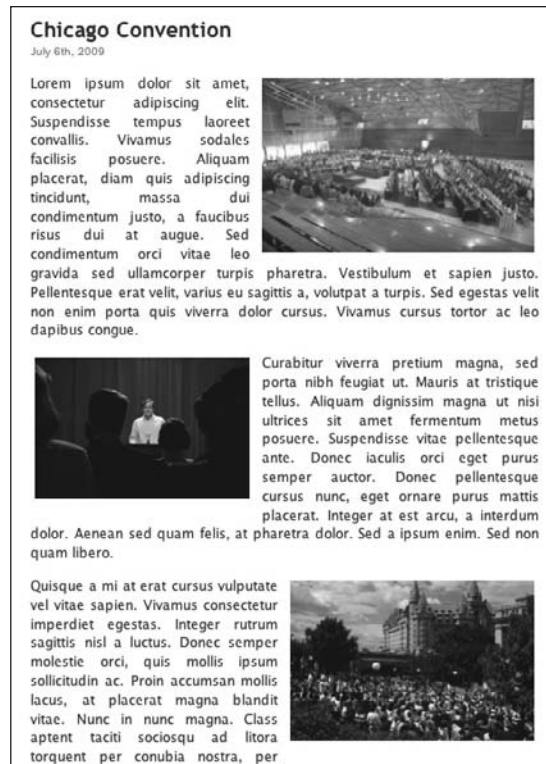 Chicago Convention
July 6th, 2009
Lorem ipsum dolor sit amet,
consectetur adipiscing elit.
Suspendisse tempus laoreet
convallis. Vivamus sodales
facilisis posuere. Aliquam
placerat, diam quis adipiscing
tincidunt, massa dui
condimentum justo, a faucibus
risus dui at augue. Sed
condimentum orci vitae leo
gravida sed ullamcorper turpis pharetra. Vestibulum et sapien justo.
Pellentesque erat velit, varius eu sagittis a, volutpat a turpis. Sed egestas velit
non enim porta quis viverra dolor cursus. Vivamus cursus tortor ac leo
dapibus congue.
Curabitur viverra pretium magna, sed
porta nibh feugiat ut. Mauris at tristique
tellus. Aliquam dignissim magna ut nisi
ultrices sit amet fermentum metus
posuere. Suspendisse vitae pellentesque
ante. Donec iaculis orci eget purus
semper auctor. Donec pellentesque
cursus nunc, eget ornare purus mattis
placerat. Integer at est arcu, a interdum
dolor. Aenean sed quam felis, at pharetra dolor. Sed a ipsum enim. Sed non
quam libero.
Quisque a mi at erat cursus vulputate
vel vitae sapien. Vivamus consectetur
imperdiet egestas. Integer rutrum
sagittis nisl a luctus. Donec semper
molestie orci, quis mollis ipsum
sollicitudin ac. Proin accumsan mollis
lacus, at placerat magna blandit
vitae. Nunc in nunc magna. Class
aptent taciti sociosqu ad litora
torquent per conubia nostra, per